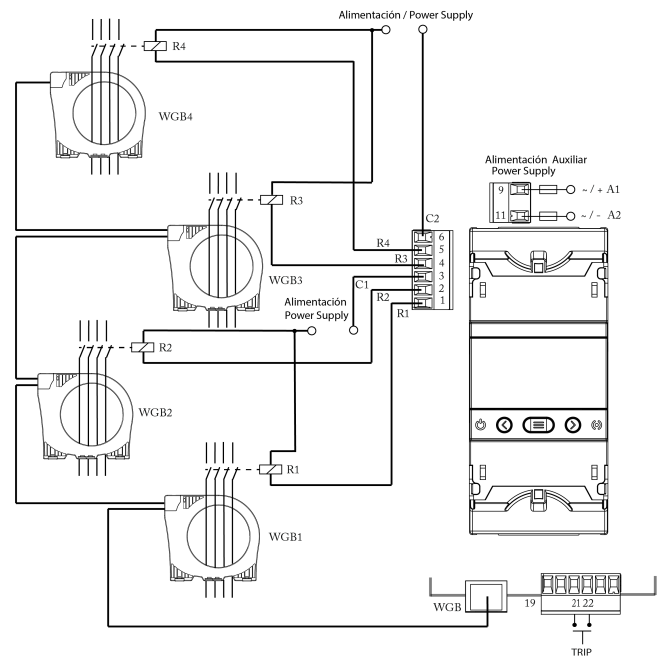 Alimentación / Power Supply
R4
WGB4
Alimentación Auxiliar
Power Supply
9
~ / + A1
11
~ / - A2
R3
C2
6
R4
5
R3
4
WGB3
C1
3
R2
2
R1
1
Alimentación
Power Supply
R2
WGB2
R1
WGB1
WGB
19
21 22
TRIP